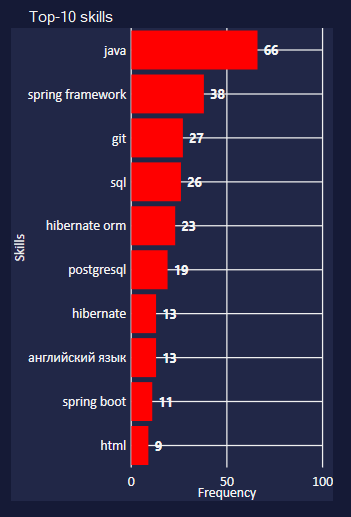 Top-10 skills
java 66
spring framework 38
git 27
sql 26
hibernate orm 23
postgresql 19
hibernate 13
английский язык 13
spring boot 11
html 9
Skills
0 50 100
Frequency